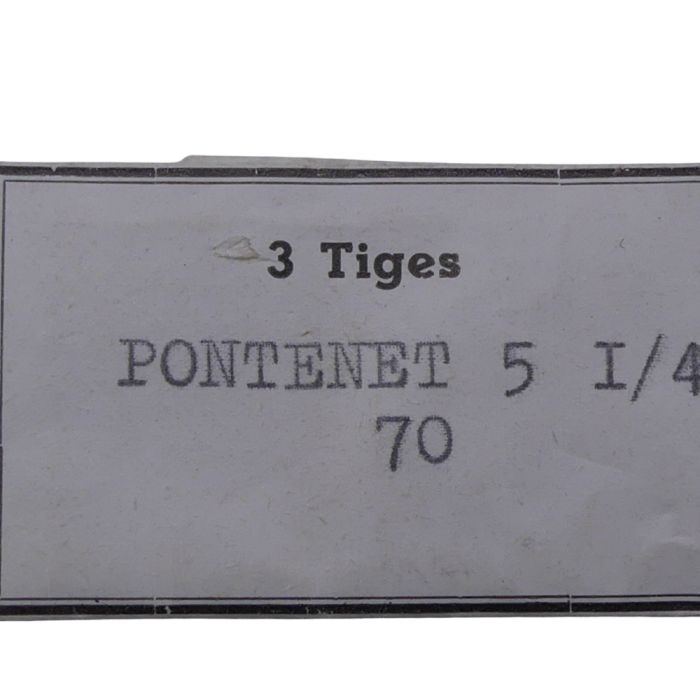 3 Tiges
PONTENET 5 I/4
70